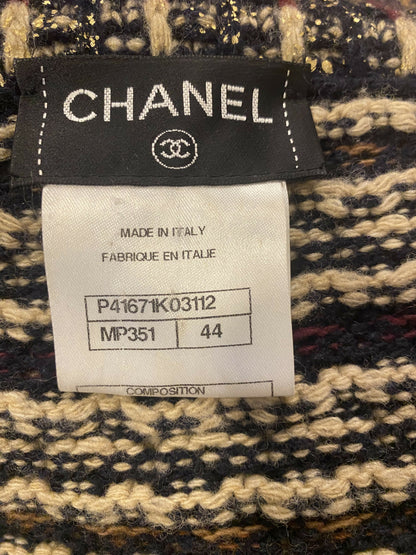 CHANEL
MADE IN ITALY
FABRIQUE EN ITALIE
P41671K03112
MP351 44
COMPOSITION